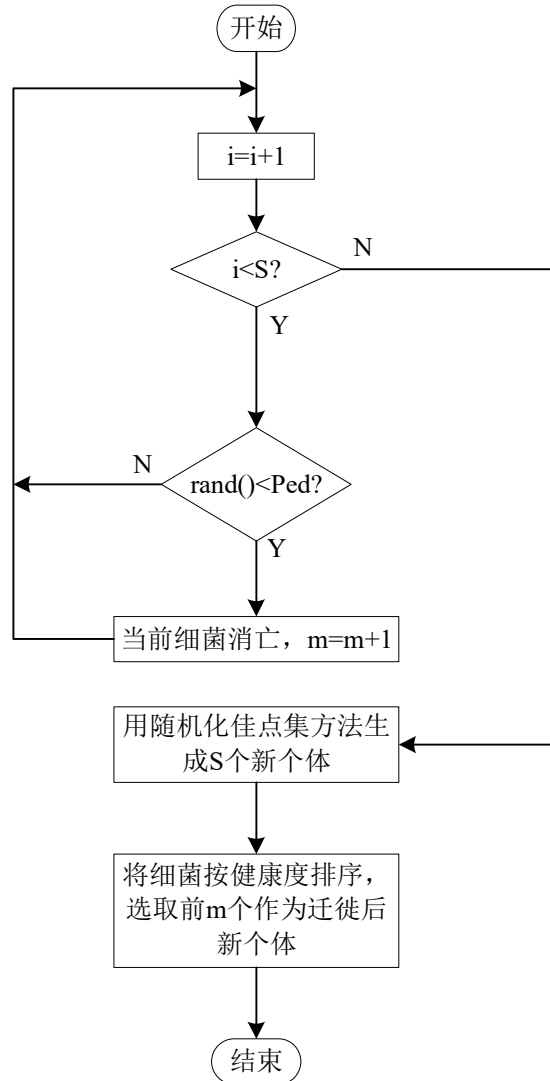 开始
i=i+1
i<S?
N
Y
rand()<Ped?
N
Y
当前细菌消亡，m=m+1
用随机化佳点集方法生
成S个新个体
将细菌按健康度排序，
选取前m个作为迁徙后
新个体
结束